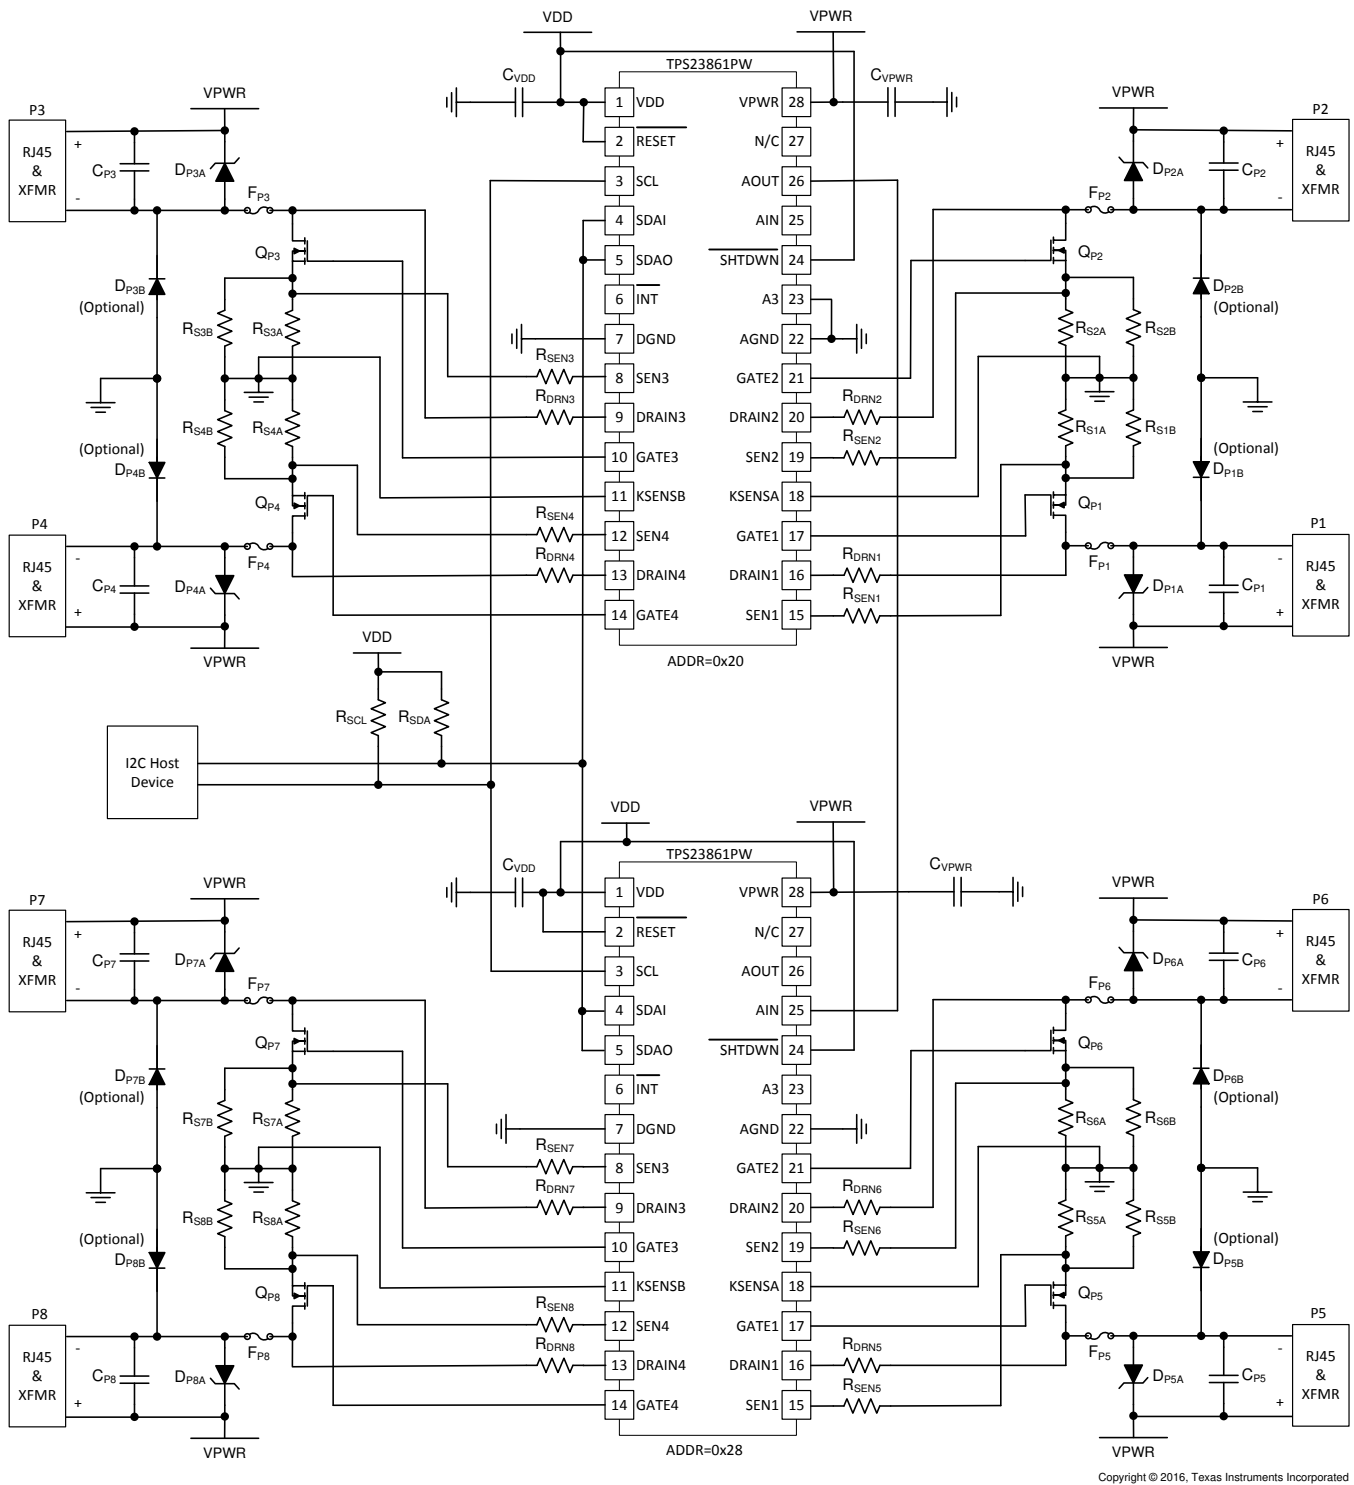 VDD
VPWR
TPS23861PW
CVDD
CVPWR
1 VDD
2 RESET
3 SCL
4 SDAI
5 SDAO
6 INT
7 DGND
8 SEN3
9 DRAIN3
10 GATE3
11 KSENSB
12 SEN4
13 DRAIN4
14 GATE4
VPWR 28
N/C 27
AOUT 26
AIN 25
SHTDWN 24
A3 23
AGND 22
GATE2 21
DRAIN2 20
SEN2 19
KSENSA 18
GATE1 17
DRAIN1 16
SEN1 15
ADDR=0x20
P3
RJ45
&
XFMR
+
-
VPWR
CP3
DP3A
FP3
QP3
DP3B
(Optional)
RS3B
RS3A
RSEN3
RDRN3
RS4B
RS4A
(Optional)
DP4B
QP4
RSEN4
RDRN4
P4
RJ45
&
XFMR
-
+
CP4
DP4A
FP4
VPWR
P2
RJ45
&
XFMR
+
-
VPWR
DP2A
CP2
FP2
QP2
DP2B
(Optional)
RS2A
RS2B
RDRN2
RSEN2
RS1A
RS1B
(Optional)
DP1B
QP1
RDRN1
RSEN1
P1
RJ45
&
XFMR
-
+
FP1
DP1A
CP1
VPWR
VDD
RSCL
RSDA
I2C Host
Device
VDD
VPWR
TPS23861PW
CVDD
CVPWR
1 VDD
2 RESET
3 SCL
4 SDAI
5 SDAO
6 INT
7 DGND
8 SEN3
9 DRAIN3
10 GATE3
11 KSENSB
12 SEN4
13 DRAIN4
14 GATE4
VPWR 28
N/C 27
AOUT 26
AIN 25
SHTDWN 24
A3 23
AGND 22
GATE2 21
DRAIN2 20
SEN2 19
KSENSA 18
GATE1 17
DRAIN1 16
SEN1 15
ADDR=0x28
P7
RJ45
&
XFMR
+
-
VPWR
CP7
DP7A
FP7
QP7
DP7B
(Optional)
RS7B
RS7A
RSEN7
RDRN7
RS8B
RS8A
(Optional)
DP8B
QP8
RSEN8
RDRN8
P8
RJ45
&
XFMR
-
+
CP8
DP8A
FP8
VPWR
P6
RJ45
&
XFMR
+
-
VPWR
DP6A
CP6
FP6
QP6
DP6B
(Optional)
RS6A
RS6B
RDRN6
RSEN6
RS5A
RS5B
(Optional)
DP5B
QP5
RDRN5
RSEN5
P5
RJ45
&
XFMR
-
+
FP5
DP5A
CP5
VPWR
Copyright © 2016, Texas Instruments Incorporated